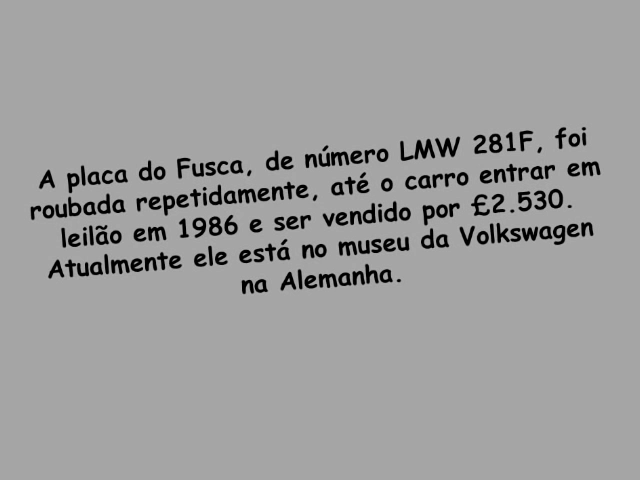 A placa do Fusca, de número LMW 281F, foi
roubada repetidamente, até o carro entrar em
leilão em 1986 e ser vendido por £2.530.
Atualmente ele está no museu da Volkswagen
na Alemanha.